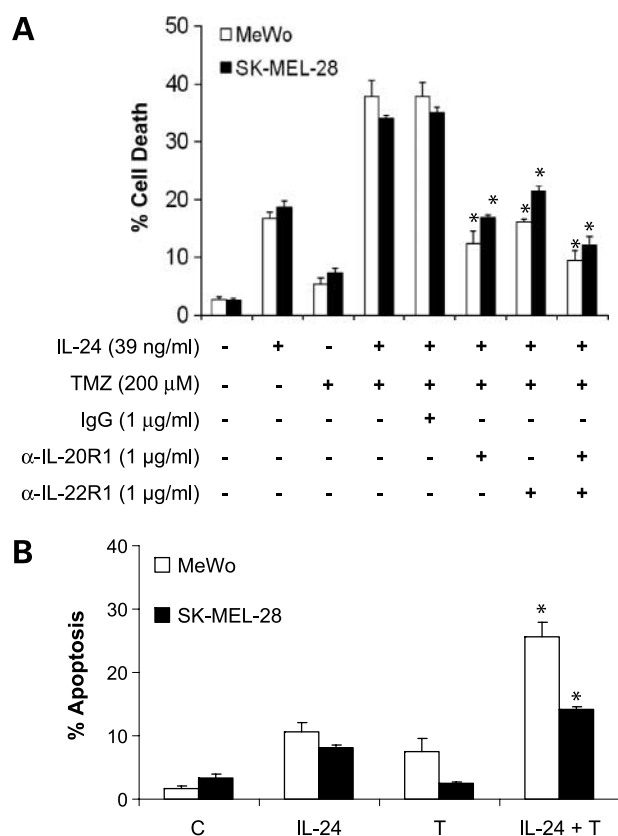 A
50
MeWo
SK-MEL-28
40
30
20
10
0
% Cell Death
* * * * * *
IL-24 (39 ng/ml) - + - + + + + +
TMZ (200 μM) - - + + + + + +
IgG (1 μg/ml) - - - - + - - -
α-IL-20R1 (1 μg/ml) - - - - - + - +
α-IL-22R1 (1 μg/ml) - - - - - - + +
B
40
MeWo
SK-MEL-28
30
20
10
0
% Apoptosis
* *
C IL-24 T IL-24 + T